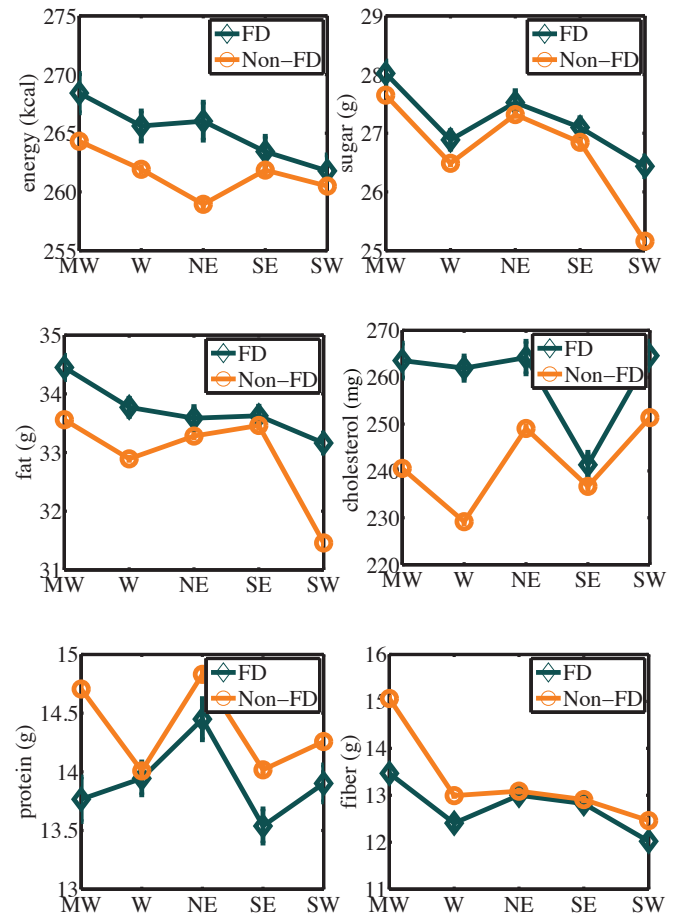 275
270
265
260
255
energy (kcal)
MW W NE SE SW
FD
Non−FD
29
28
27
26
25
sugar (g)
MW W NE SE SW
FD
Non−FD
35
34
33
32
31
fat (g)
MW W NE SE SW
FD
Non−FD
270
260
250
240
230
220
cholesterol (mg)
MW W NE SE SW
FD
Non−FD
15
14.5
14
13.5
13
protein (g)
MW W NE SE SW
FD
Non−FD
16
15
14
13
12
11
fiber (g)
MW W NE SE SW
FD
Non−FD